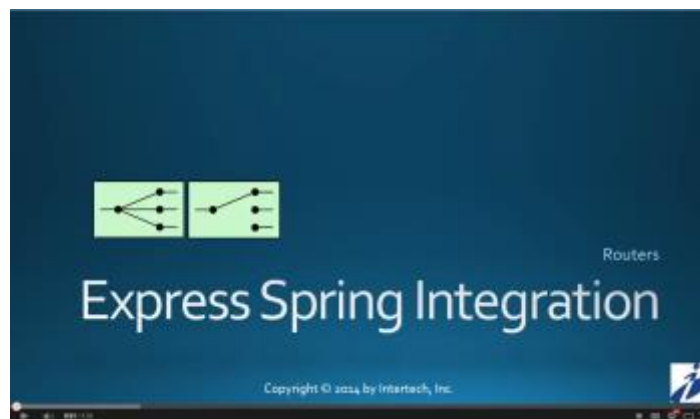 Routers
Express Spring Integration
Copyright © 2014 by Intertech, Inc.